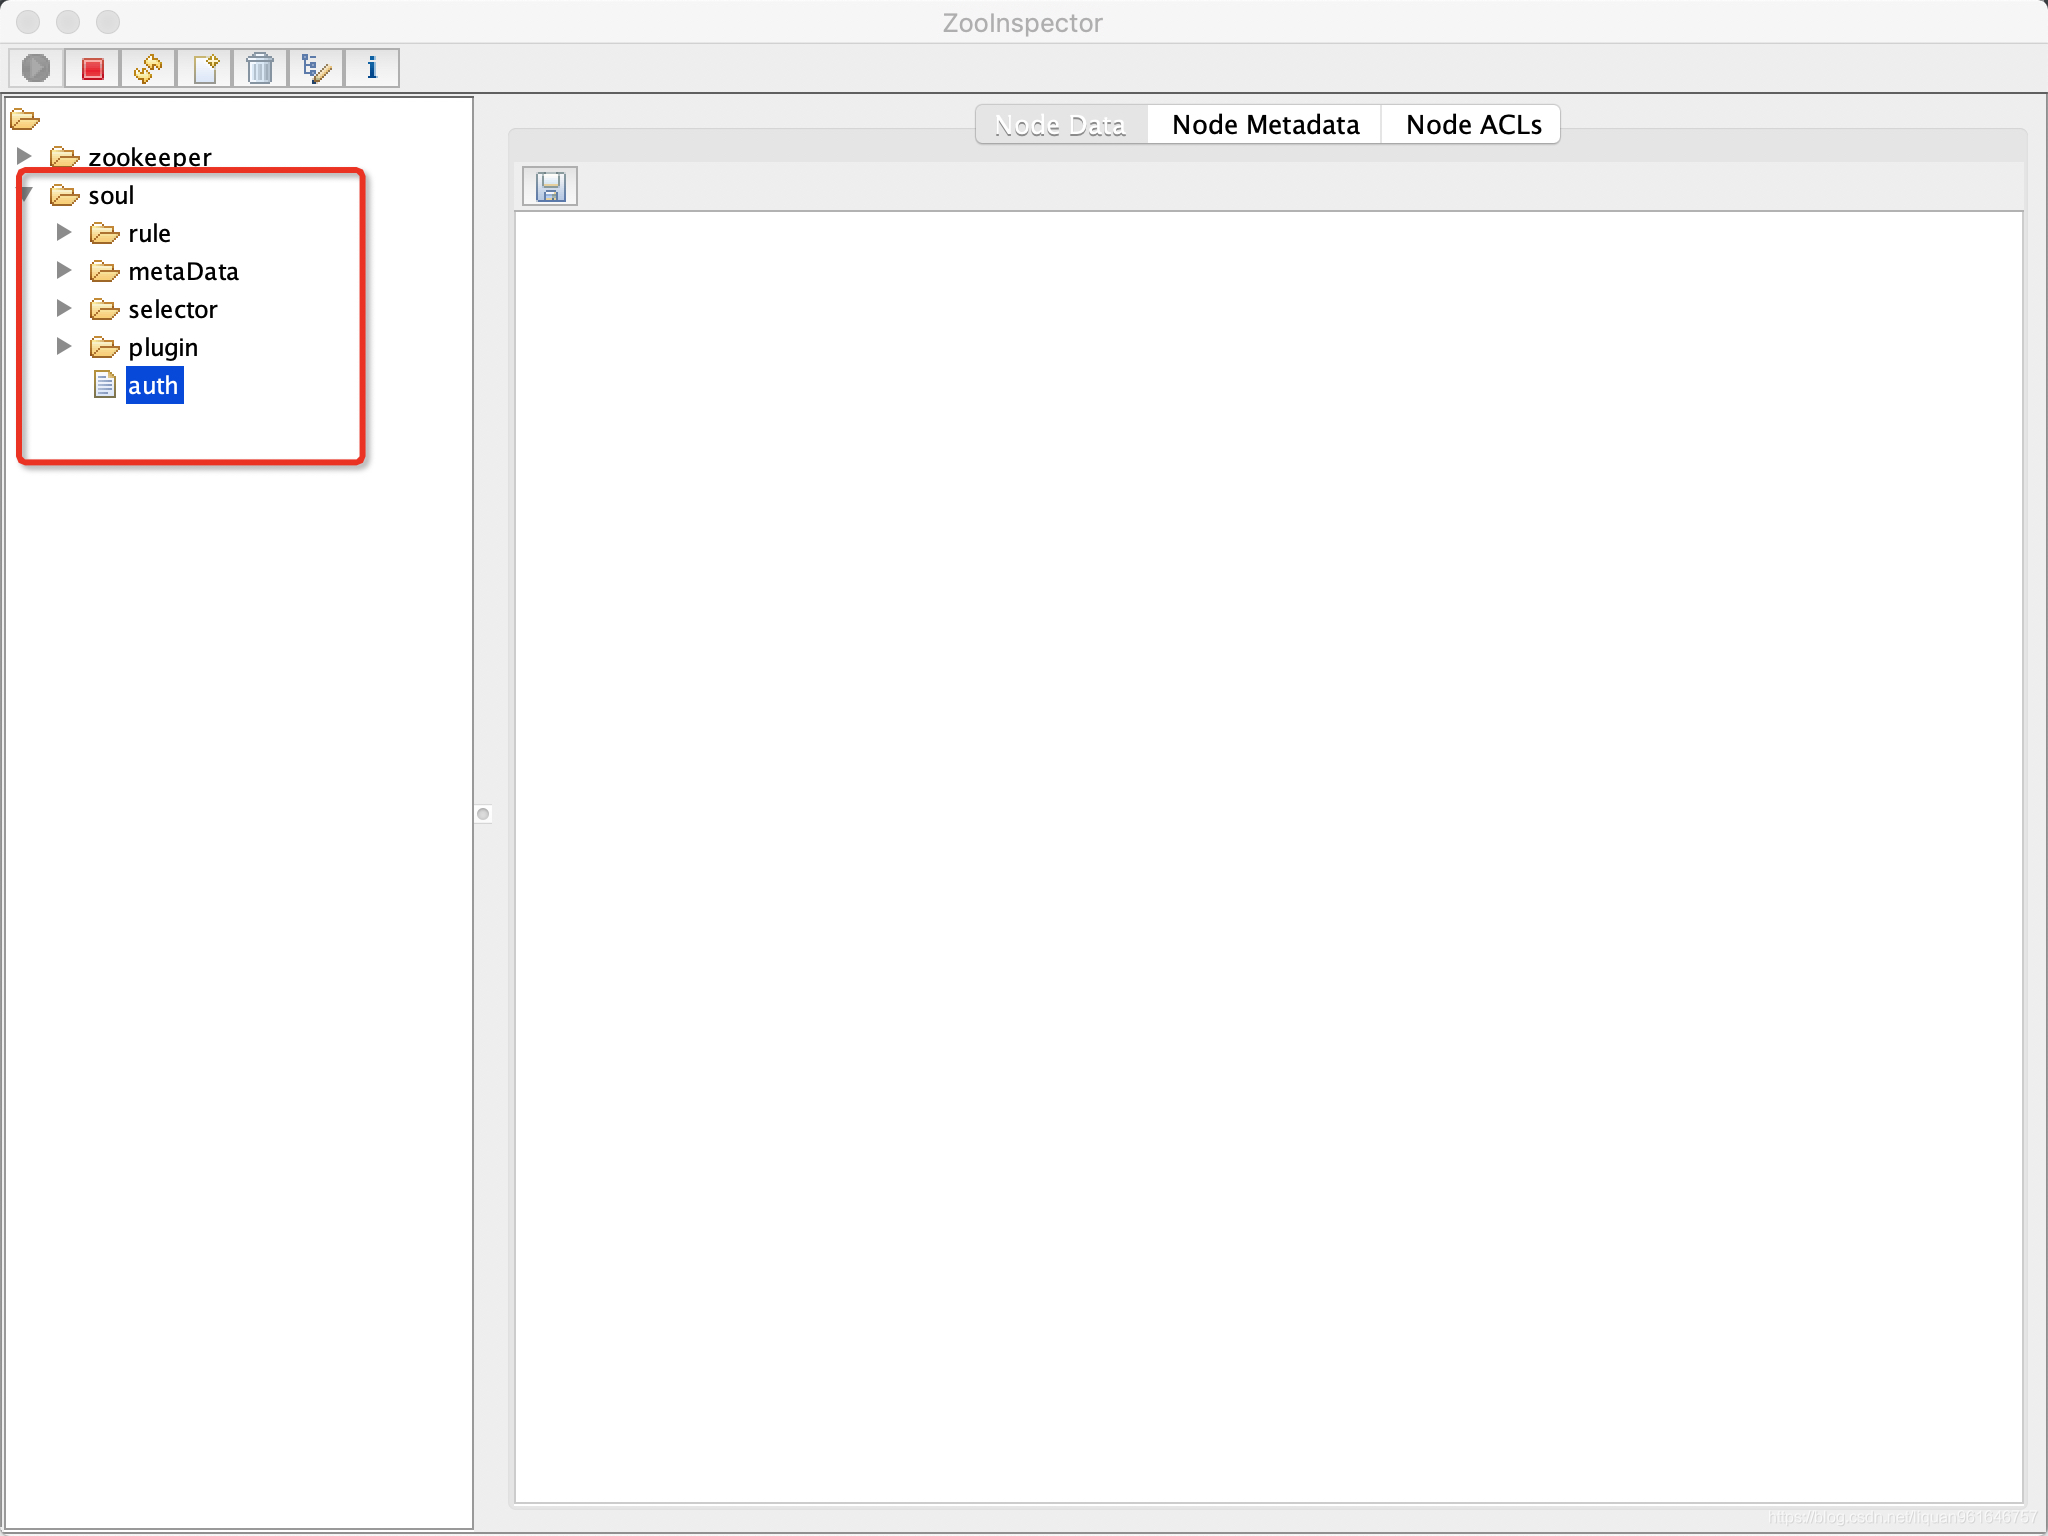 ZooInspector
zookeeper
soul
rule
metaData
selector
plugin
auth
Node Data
Node Metadata
Node ACLs
https://blog.csdn.net/liquan961646757